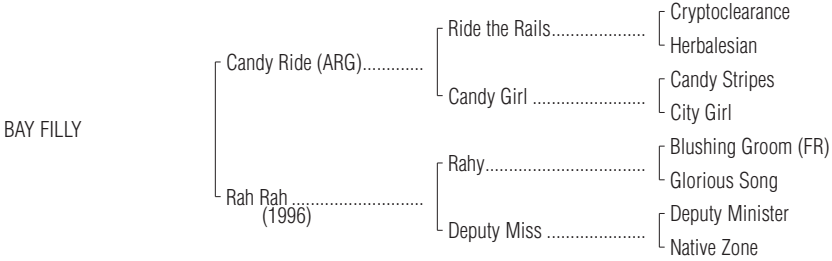 Cryptoclearance
Ride the Rails.....................
Herbalesian
Candy Ride (ARG).............
Candy Stripes
Candy Girl .........................
City Girl
BAY FILLY
Blushing Groom (FR)
Rahy...................................
Glorious Song
Rah Rah .............................
(1996)
Deputy Minister
Deputy Miss ......................
Native Zone